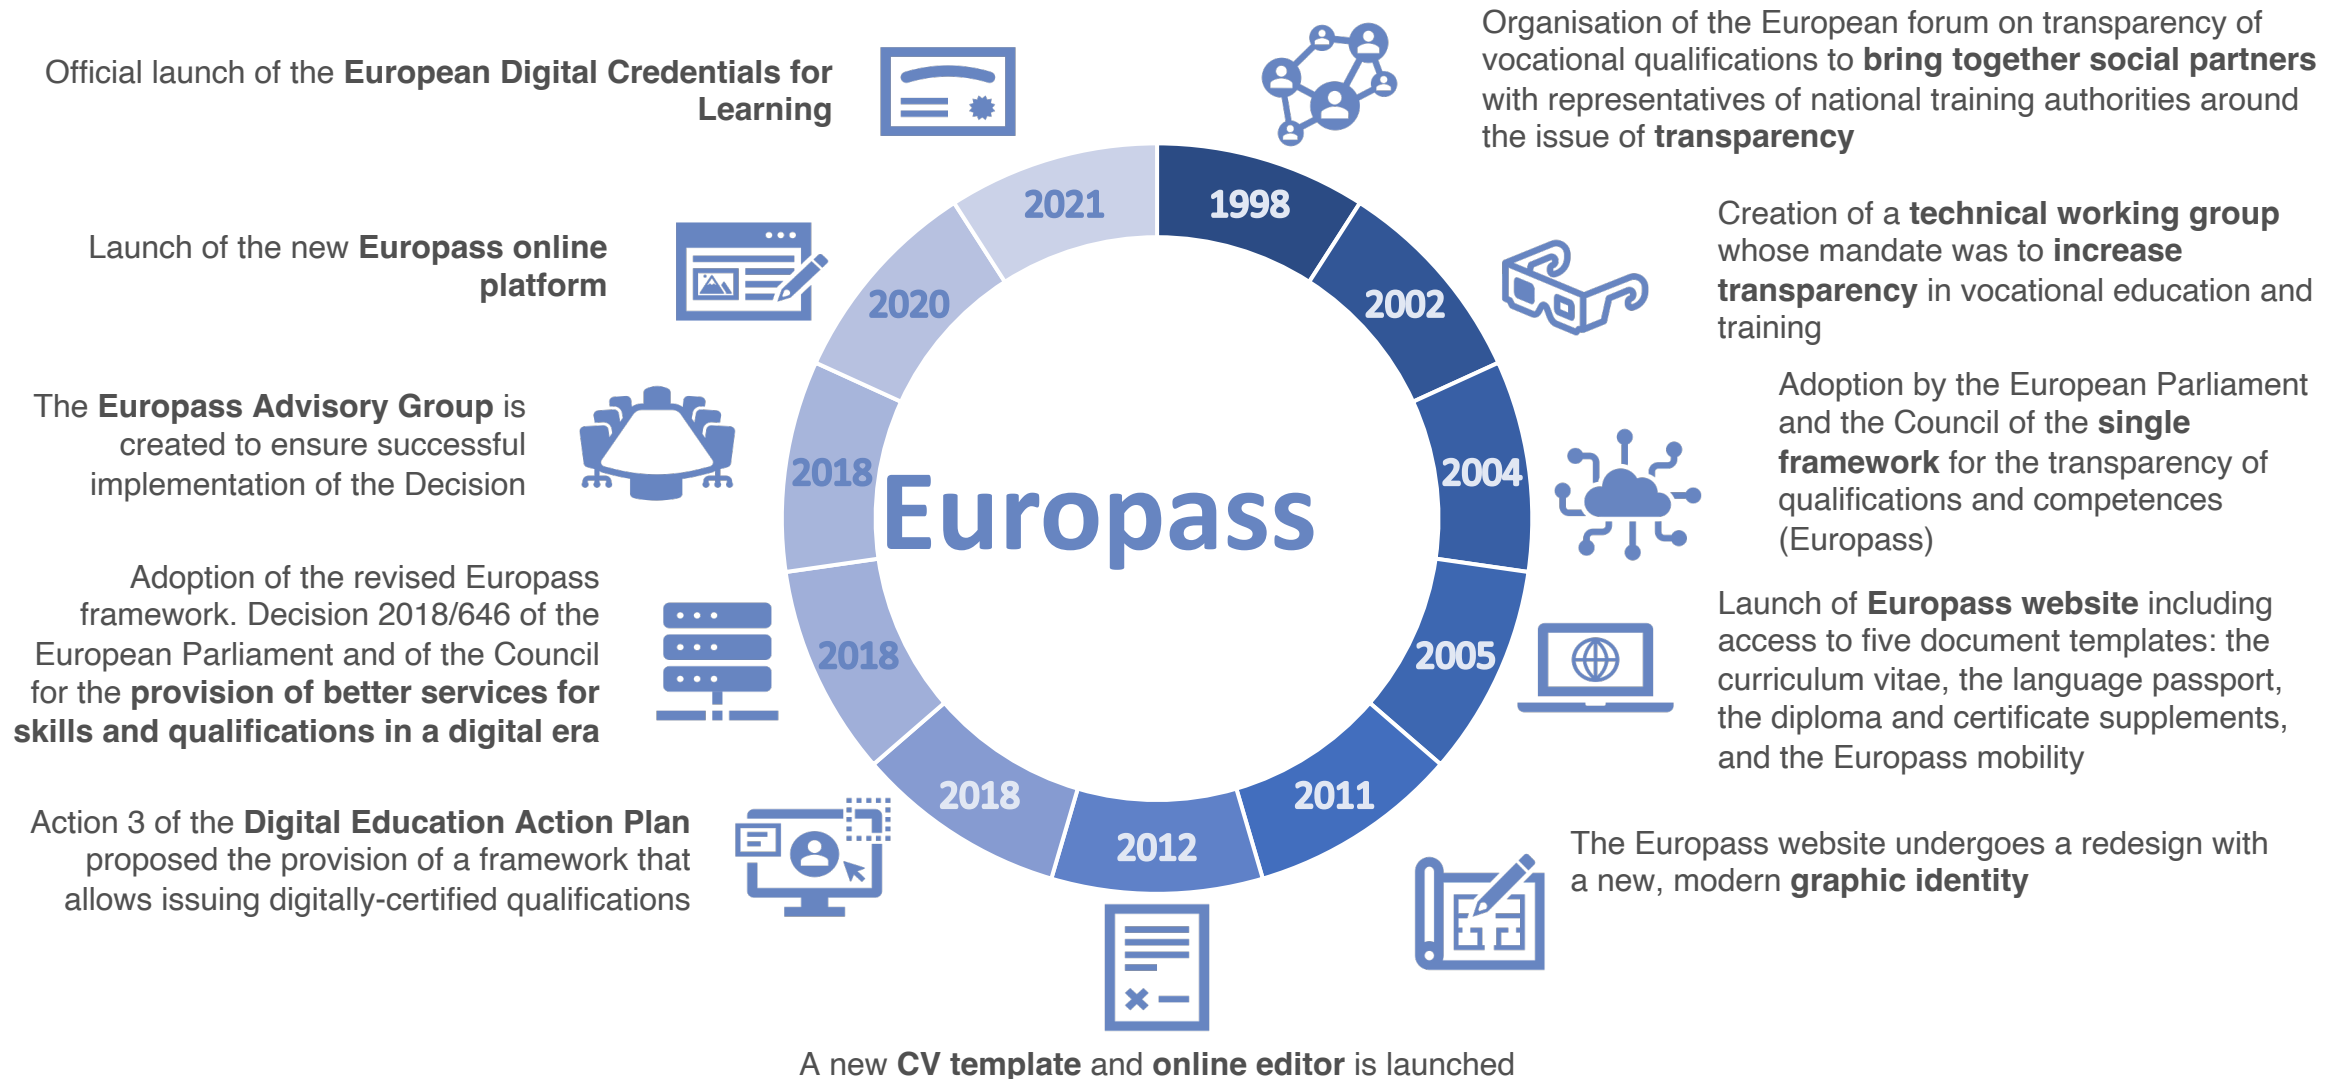 Europass
1998
Organisation of the European forum on transparency of
vocational qualifications to bring together social partners
with representatives of national training authorities around
the issue of transparency
2002
Creation of a technical working group
whose mandate was to increase
transparency in vocational education and
training
2004
Adoption by the European Parliament
and the Council of the single
framework for the transparency of
qualifications and competences
(Europass)
2005
Launch of Europass website including
access to five document templates: the
curriculum vitae, the language passport,
the diploma and certificate supplements,
and the Europass mobility
2011
The Europass website undergoes a redesign with
a new, modern graphic identity
2012
A new CV template and online editor is launched
2018
Action 3 of the Digital Education Action Plan
proposed the provision of a framework that
allows issuing digitally-certified qualifications
2018
Adoption of the revised Europass
framework. Decision 2018/646 of the
European Parliament and of the Council
for the provision of better services for
skills and qualifications in a digital era
2018
The Europass Advisory Group is
created to ensure successful
implementation of the Decision
2020
Launch of the new Europass online
platform
2021
Official launch of the European Digital Credentials for
Learning